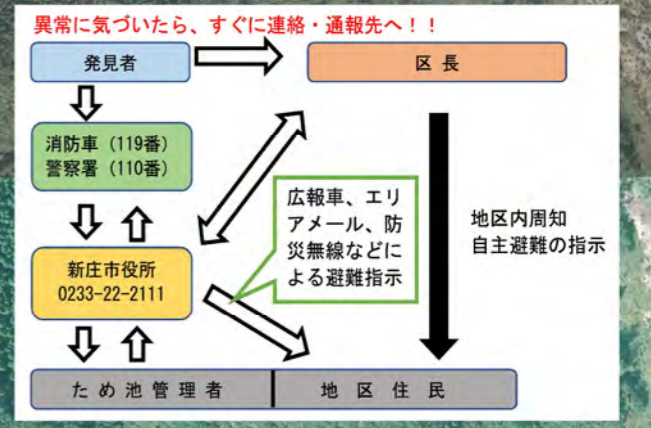 異常に気づいたら、すぐに連絡・通報先へ！！
発見者
区長
消防車（119番）
警察署（110番）
広報車、エリ
アメール、防
災無線などに
よる避難指示
地区内周知
自主避難の指示
新庄市役所
0233-22-2111
ため池管理者
地区住民